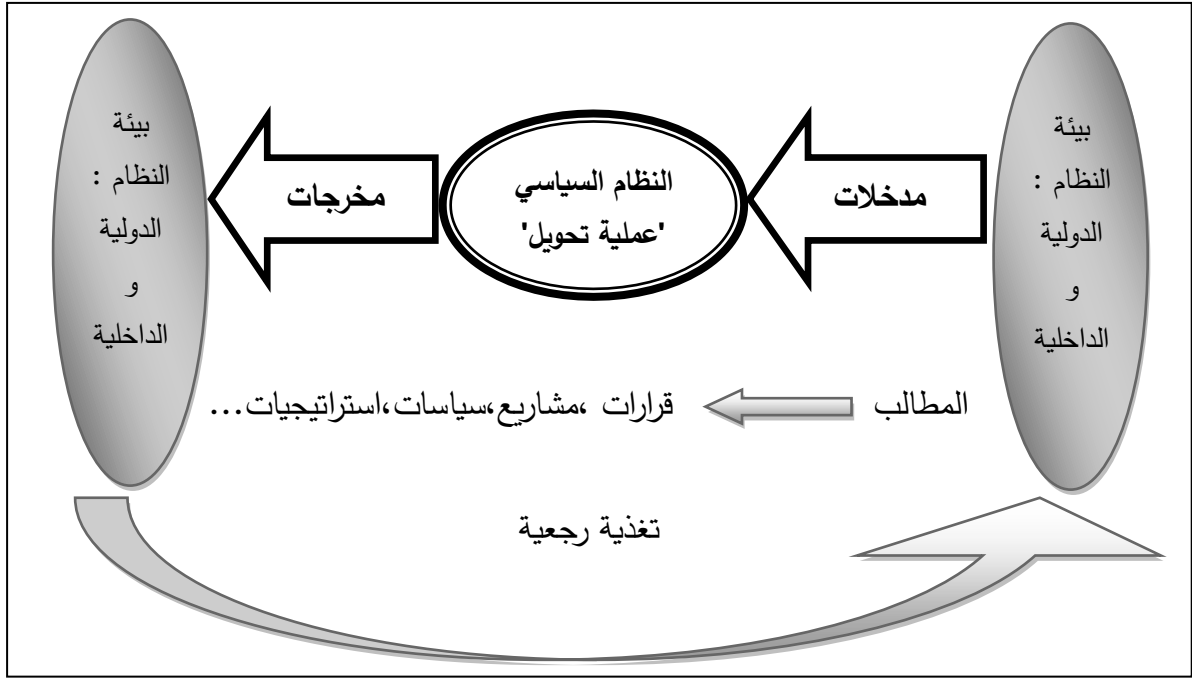 بيئة
النظام :
الدولية
و
الداخلية
مدخلات
النظام السياسي
'عملية تحويل'
مخرجات
بيئة
النظام :
الدولية
و
الداخلية
المطالب
قرارات ،مشاريع،سياسات،استراتيجيات...
تغذية رجعية